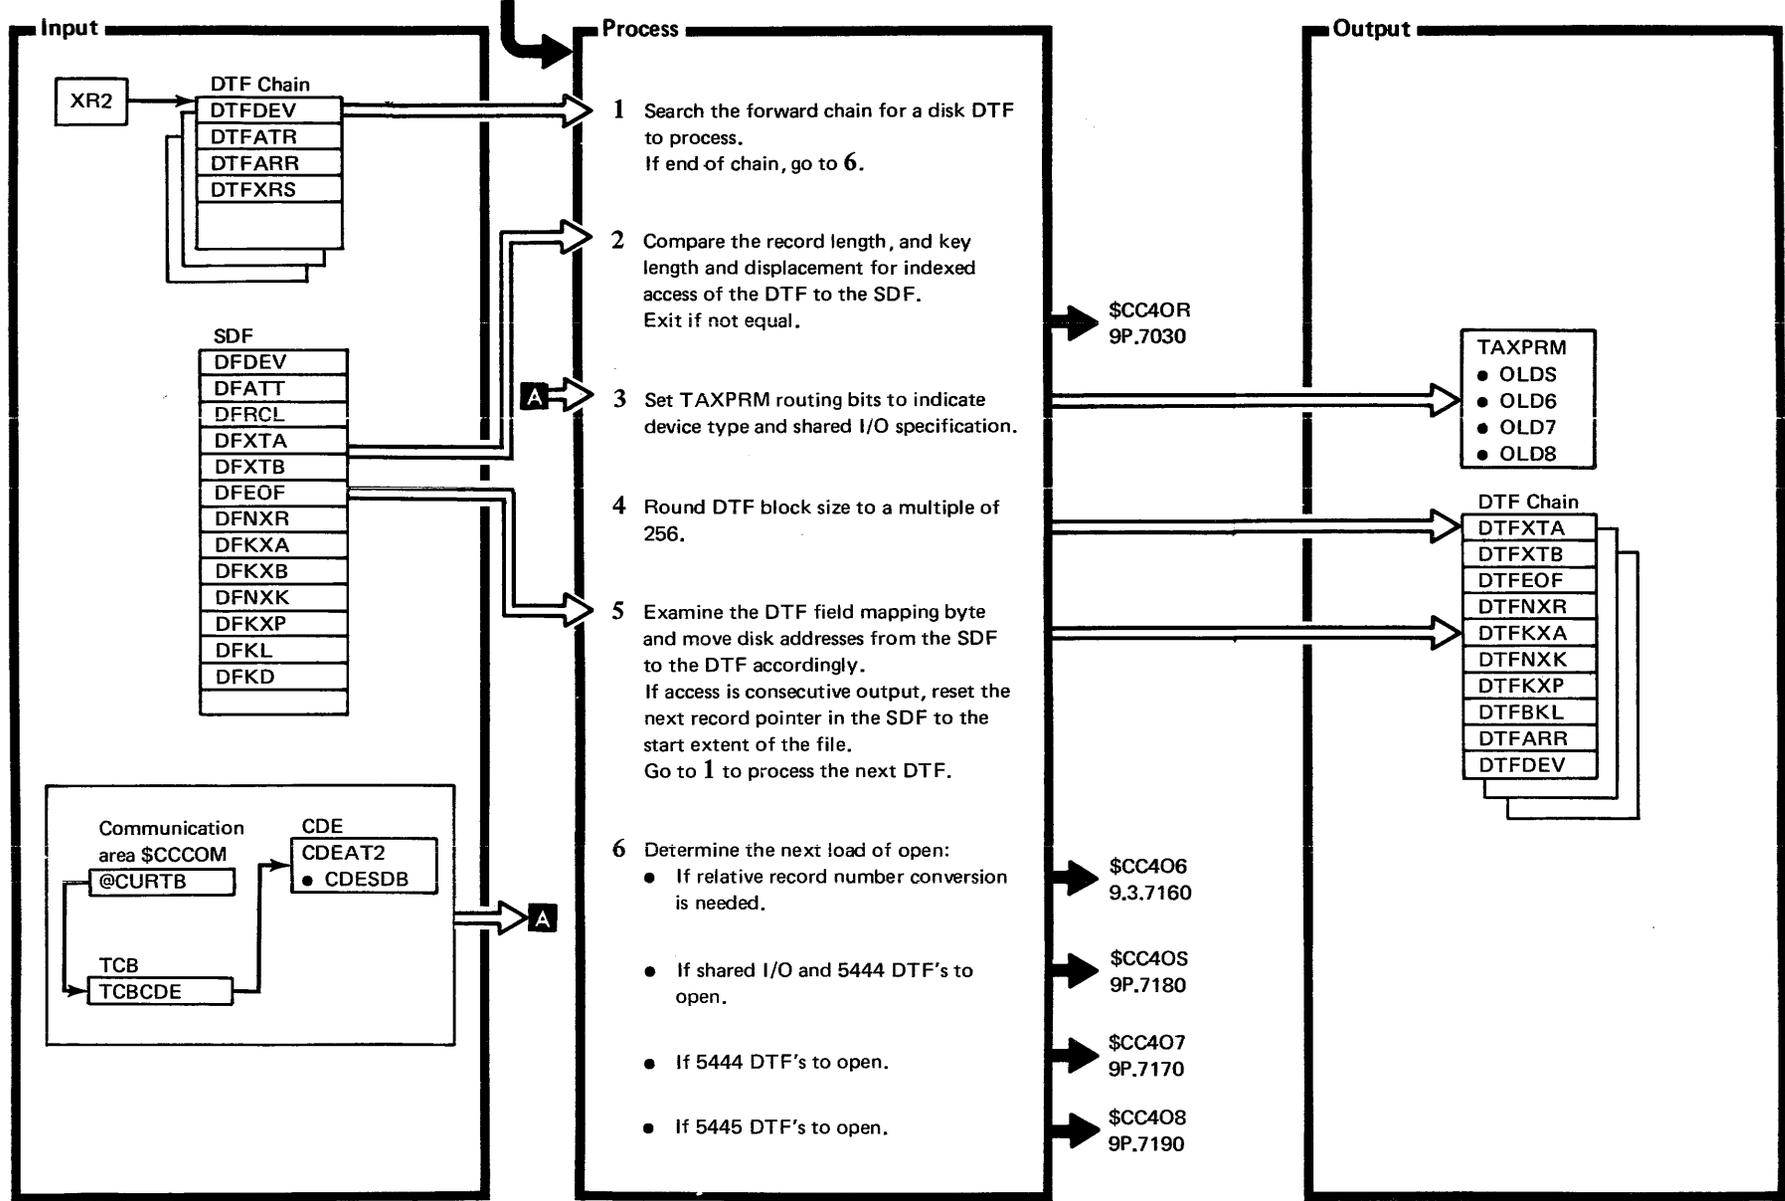 Input
XR2
DTF Chain
DTFDEV
DTFATR
DTFARR
DTFXRS
SDF
DFDEV
DFATT
DFRCL
DFXTA
DFXTB
DFEOF
DFNXR
DFKXA
DFKXB
DFNXK
DFKXP
DFKL
DFKD
Communication
area $CCCOM
@CURTB
CDE
CDEAT2
• CDESDB
TCB
TCBCDE
A
Process
1 Search the forward chain for a disk DTF
to process.
If end of chain, go to 6.
2 Compare the record length, and key
length and displacement for indexed
access of the DTF to the SDF.
Exit if not equal.
$CC4OR
9P.7030
A
3 Set TAXPRM routing bits to indicate
device type and shared I/O specification.
4 Round DTF block size to a multiple of
256.
5 Examine the DTF field mapping byte
and move disk addresses from the SDF
to the DTF accordingly.
If access is consecutive output, reset the
next record pointer in the SDF to the
start extent of the file.
Go to 1 to process the next DTF.
6 Determine the next load of open:
• If relative record number conversion
is needed.
$CC4O6
9.3.7160
• If shared I/O and 5444 DTF's to
open.
$CC4OS
9P.7180
• If 5444 DTF's to open.
$CC4O7
9P.7170
• If 5445 DTF's to open.
$CC4O8
9P.7190
Output
TAXPRM
• OLDS
• OLD6
• OLD7
• OLD8
DTF Chain
DTFXTA
DTFXTB
DTFEOF
DTFNXR
DTFKXA
DTFNXK
DTFKXP
DTFBKL
DTFARR
DTFDEV